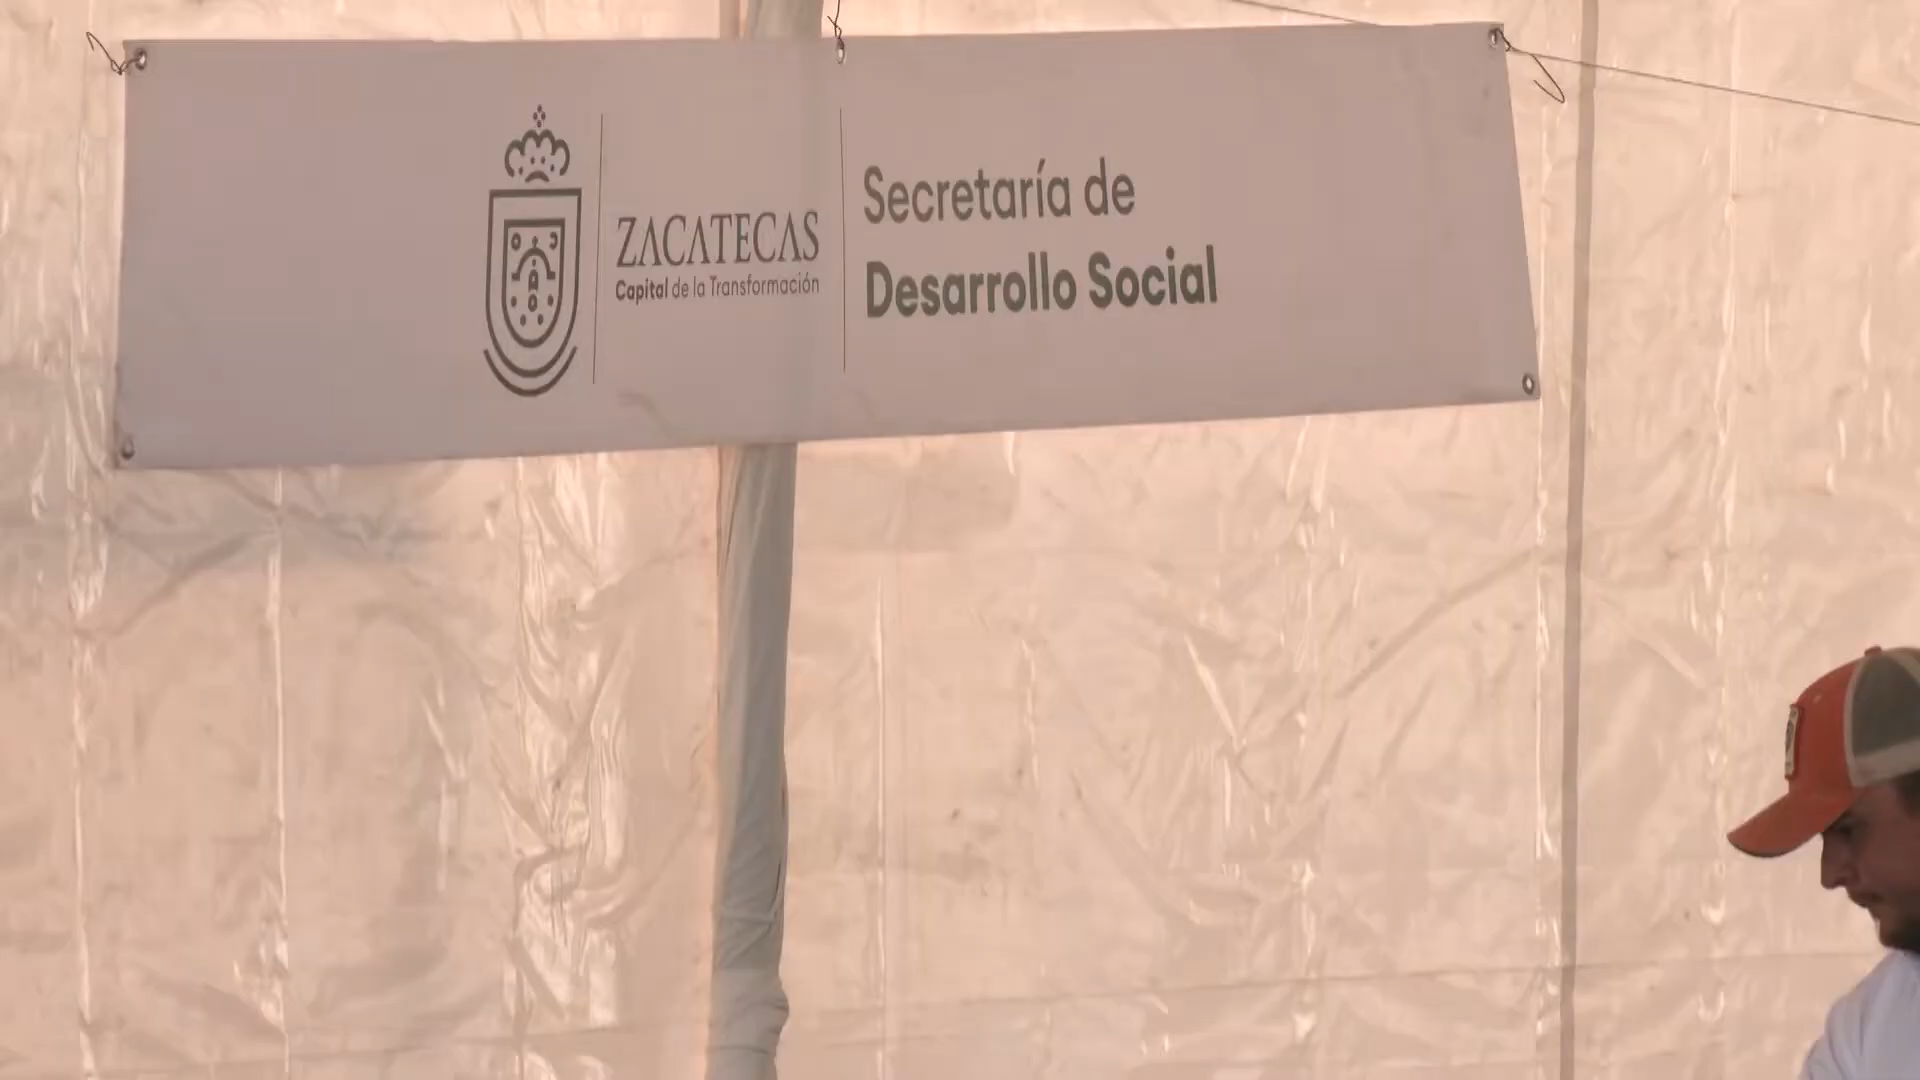 ZACATECAS
Capital de la Transformación
Secretaría de
Desarrollo Social